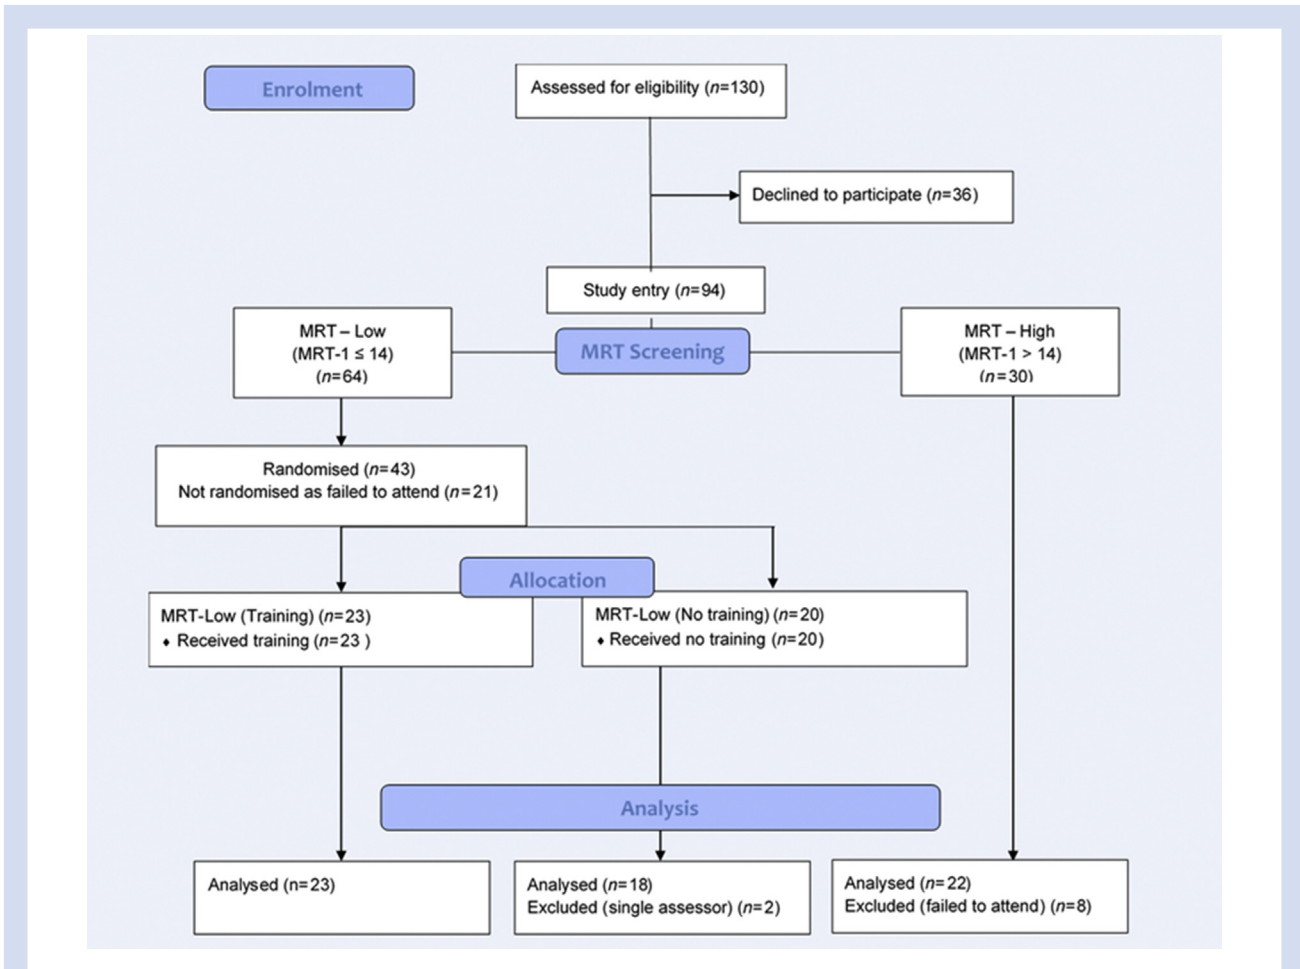 Enrolment
Assessed for eligibility (n=130)
Declined to participate (n=36)
Study entry (n=94)
MRT – Low
(MRT-1 ≤ 14)
(n=64)
MRT Screening
MRT – High
(MRT-1 > 14)
(n=30)
Randomised (n=43)
Not randomised as failed to attend (n=21)
Allocation
MRT-Low (Training) (n=23)
♦ Received training (n=23 )
MRT-Low (No training) (n=20)
♦ Received no training (n=20)
Analysis
Analysed (n=23)
Analysed (n=18)
Excluded (single assessor) (n=2)
Analysed (n=22)
Excluded (failed to attend) (n=8)